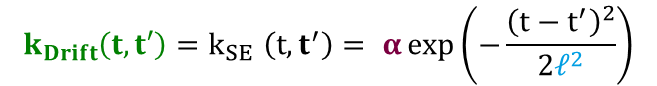 k_Drift(t, t′) = k_SE (t, t′) = α exp(−(t − t′)²/2ℓ²)